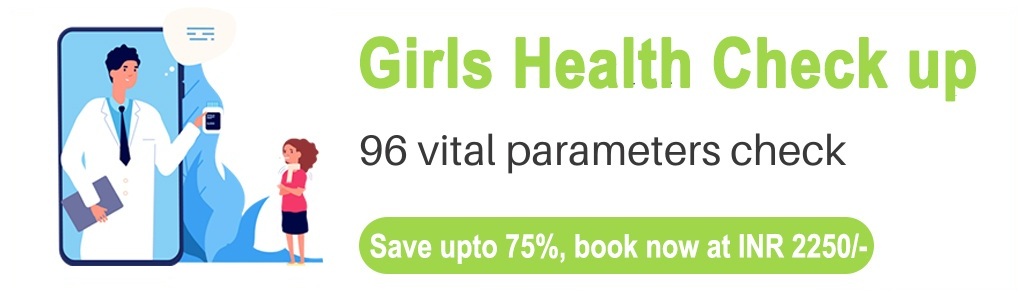 Girls Health Check up
96 vital parameters check
Save upto 75%, book now at INR 2250/-